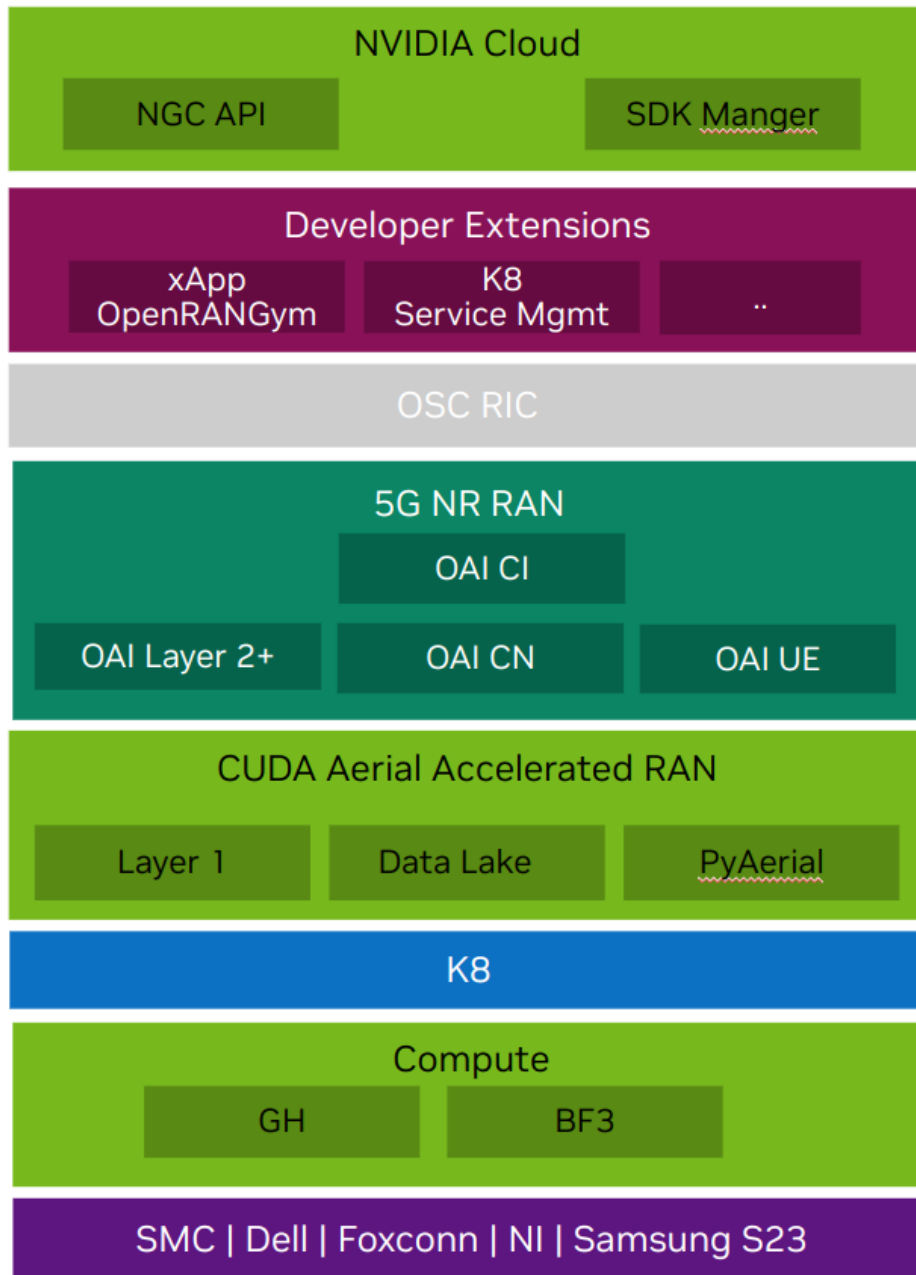 NVIDIA Cloud
NGC API
SDK Manger
Developer Extensions
xApp
OpenRANGym
K8
Service Mgmt
..
OSC RIC
5G NR RAN
OAI CI
OAI Layer 2+
OAI CN
OAI UE
CUDA Aerial Accelerated RAN
Layer 1
Data Lake
PyAerial
K8
Compute
GH
BF3
SMC | Dell | Foxconn | NI | Samsung S23